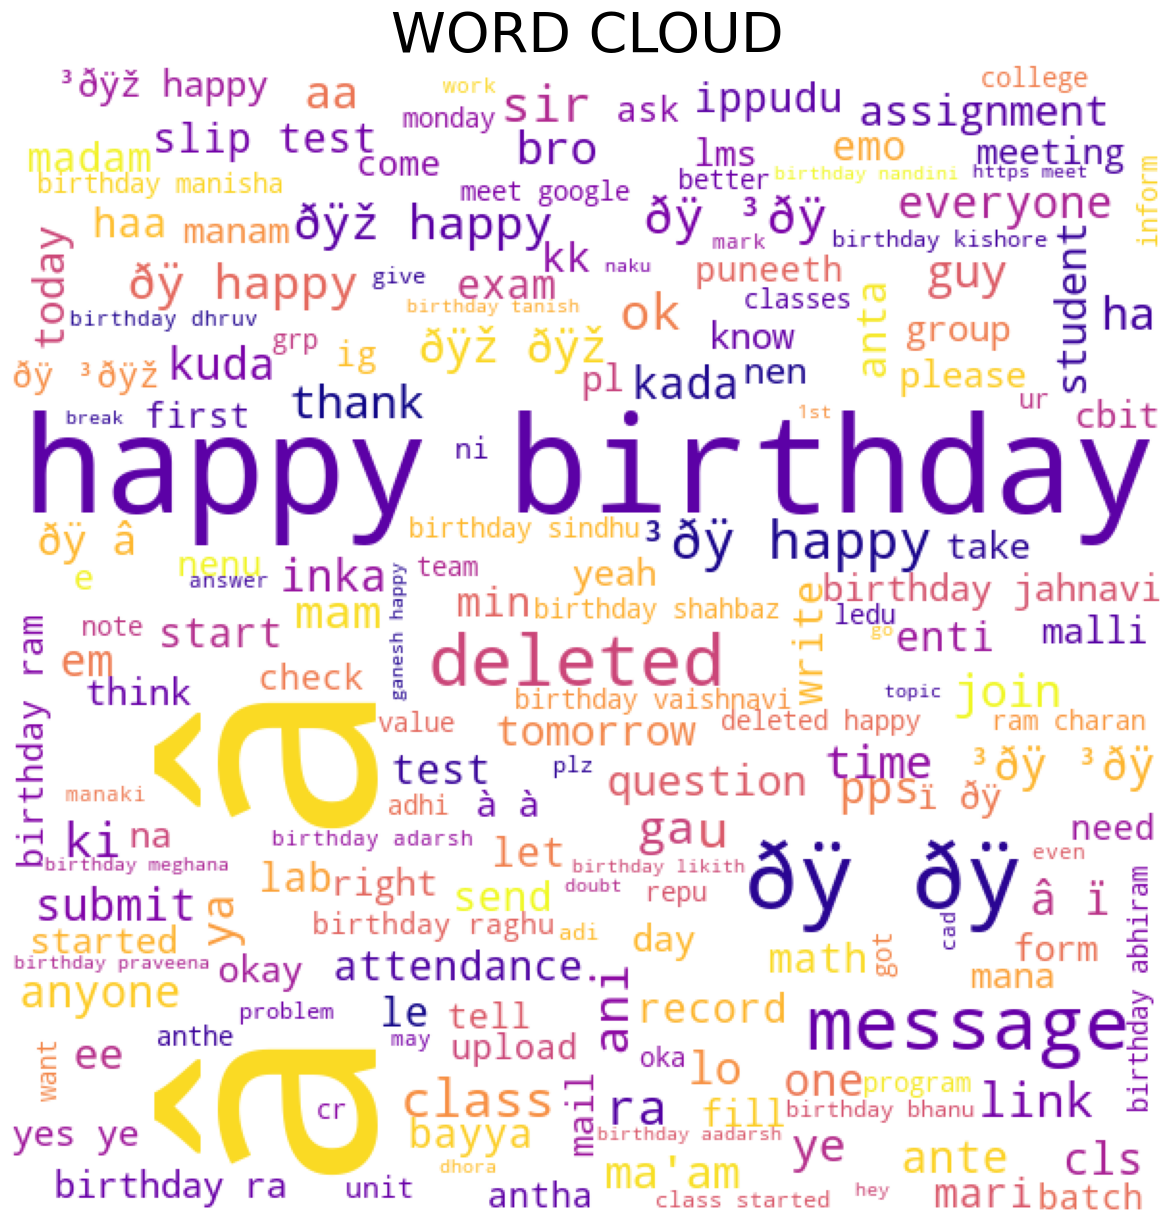 WORD CLOUD
³ðÿž happy
aa
work
college
monday
sir
ask
ippudu
assignment
slip test
bro
madam
come
lms
emo
meeting
birthday manisha
meet google
better
birthday nandini
https meet
inform
haa
manam
ðÿž happy
ðÿ ³ðÿ
everyone
mark
birthday kishore
today
kk
naku
student
ðÿ happy
give
exam
puneeth
guy
birthday dhruv
birthday tanish
ok
classes
anta
ha
grp
ig
ðÿž ðÿž
know
group
ðÿ ³ðÿž
kuda
pl
kada
nen
please
thank
break
first
1st
ur
cbit
happy birthday
ni
ðÿ â
birthday sindhu
³ðÿ happy
take
e
nenu
answer
inka
team
yeah
birthday jahnavi
ganesh happy
mam
min
birthday shahbaz
write
ledu
note
start
go
enti
malli
birthday ram
em
deleted
check
think
birthday vaishnavi
topic
join
â
value
tomorrow
deleted happy
ram charan
test
plz
question
time
³ðÿ ³ðÿ
manaki
adhi
à à
pps
ï ðÿ
ki
na
birthday adarsh
gau
need
birthday meghana
let
birthday likith
ðÿ ðÿ
even
lab
right
send
doubt
repu
â ï
submit
ya
birthday raghu
adi
day
cad
birthday abhiram
started
math
got
form
birthday praveena
okay
attendance
mana
anyone
ani
problem
le
tell
record
message
anthe
may
upload
oka
want
ee
â
lo
one
program
cr
class
mail
ra
fill
birthday bhanu
link
yes ye
bayya
birthday aadarsh
ye
dhora
ma'am
ante
cls
birthday ra
unit
antha
class started
hey
mari
batch